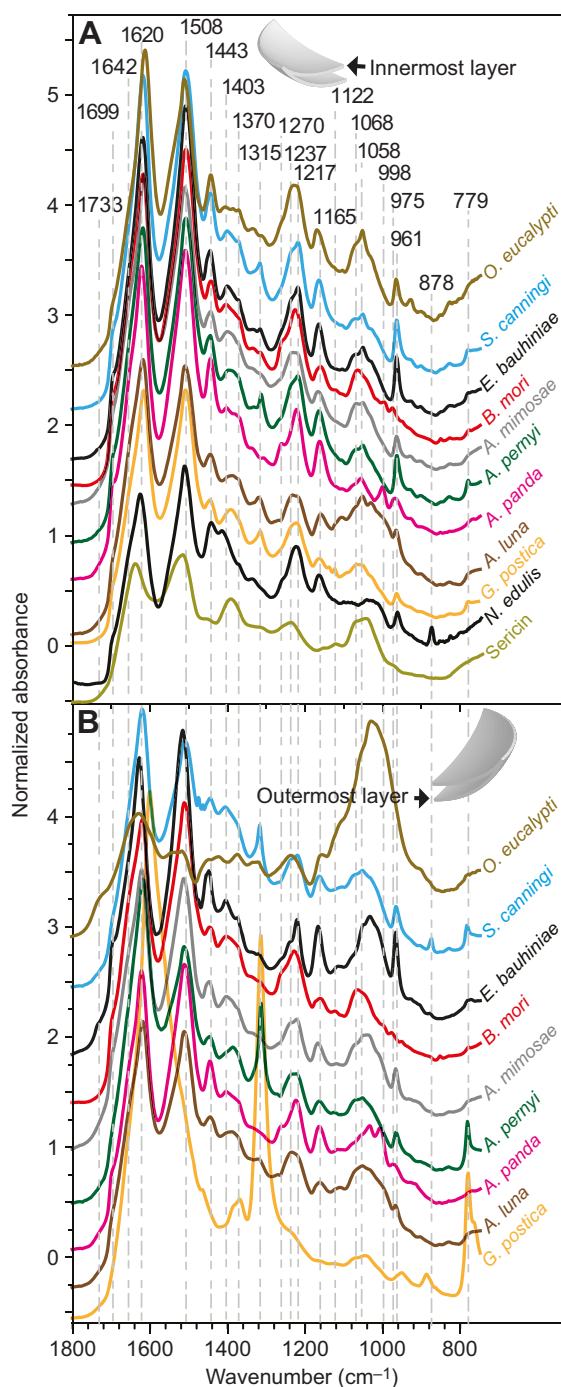 A
1620
1508
1642
1443
1699
1403
1122
1370
1270
1068
1315
1237
1058
1733
1217
998
1165
975
779
961
878
Innermost layer
5
4
3
2
1
0
O. eucalypti
S. canningi
E. bauhiniae
B. mori
A. mimosae
A. pernyi
A. panda
A. luna
G. postica
N. edulis
Sericin
Normalized absorbance
B
Outermost layer
4
3
2
1
0
O. eucalypti
S. canningi
E. bauhiniae
B. mori
A. mimosae
A. pernyi
A. panda
A. luna
G. postica
1800
1600
1400
1200
1000
800
Wavenumber (cm–1)